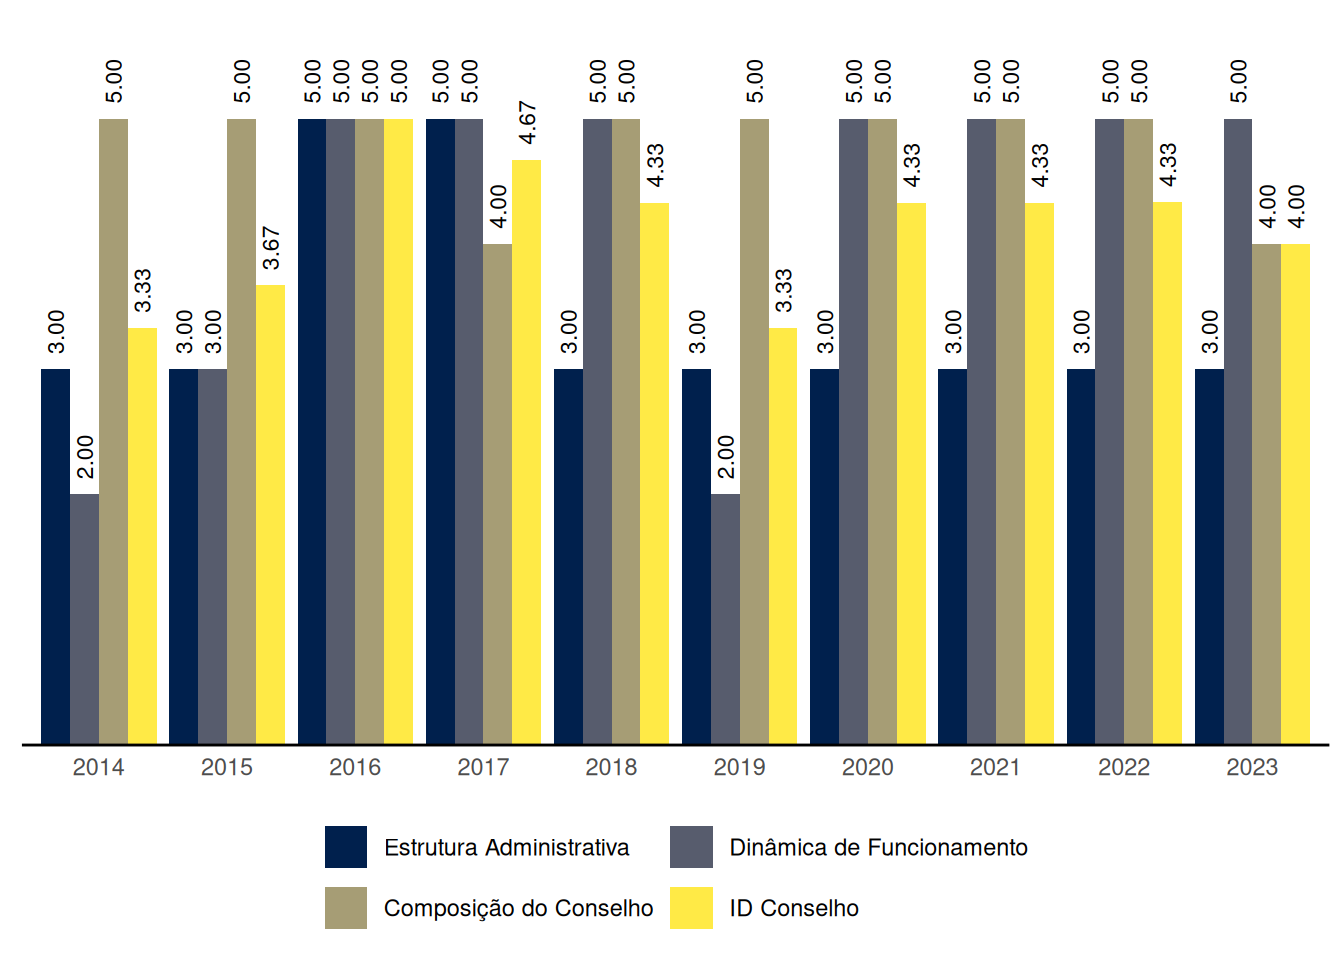 3.00 2.00 5.00 3.33 3.00 3.00 5.00 3.67 5.00 5.00 5.00 5.00 5.00 5.00 4.00 4.67 3.00 5.00 5.00 4.33 3.00 2.00 5.00 3.33 3.00 5.00 5.00 4.33 3.00 5.00 5.00 4.33 3.00 5.00 5.00 4.33 3.00 5.00 4.00 4.00
2014 2015 2016 2017 2018 2019 2020 2021 2022 2023
Estrutura Administrativa Dinâmica de Funcionamento
Composição do Conselho ID Conselho